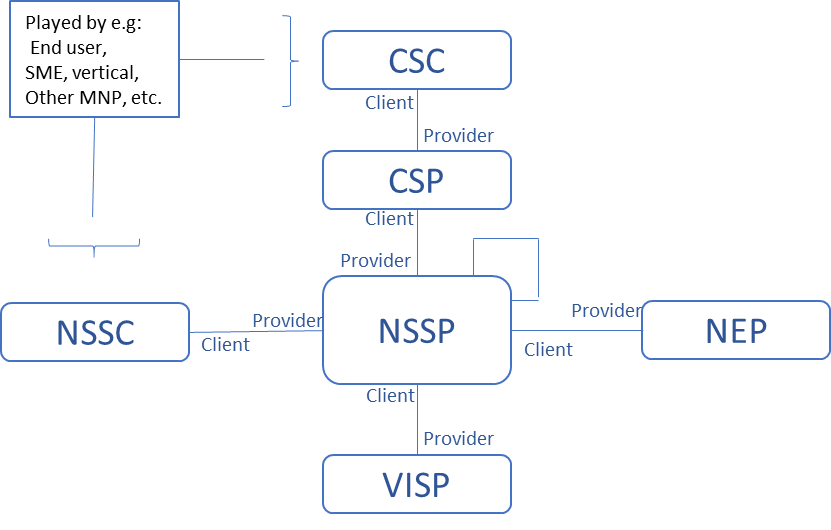 Played by e.g:
End user,
SME, vertical,
Other MNP, etc.
CSC
Client
Provider
CSP
Client
Provider
NSSC
Provider
Client
NSSP
Provider
Client
NEP
Client
Provider
VISP